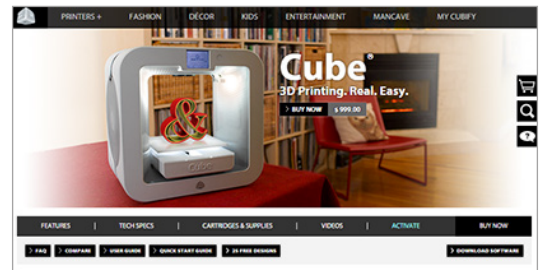 PRINTERS + FASHION DÉCOR KIDS ENTERTAINMENT MANCAVE MY CUBIFY
Cube®
3D Printing. Real. Easy.
> BUY NOW $ 999.00
&
Cube
?
FEATURES | TECH SPECS | CARTRIDGES & SUPPLIES | VIDEOS | ACTIVATE BUY NOW
> FAQ > COMPARE > USER GUIDE > QUICK START GUIDE > 25 FREE DESIGNS > DOWNLOAD SOFTWARE